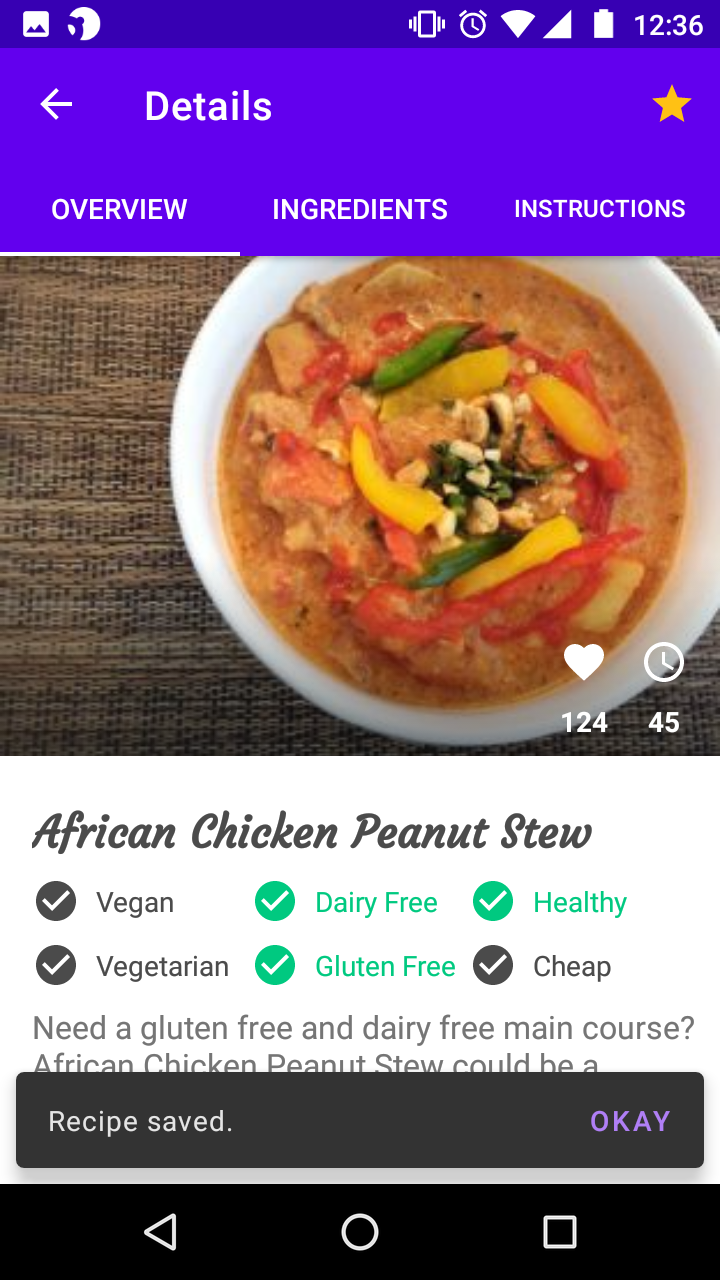 12:36
Details
OVERVIEW INGREDIENTS INSTRUCTIONS
124 45
African Chicken Peanut Stew
Vegan Dairy Free Healthy
Vegetarian Gluten Free Cheap
Need a gluten free and dairy free main course?
African Chicken Peanut Stew could be a
Recipe saved. OKAY